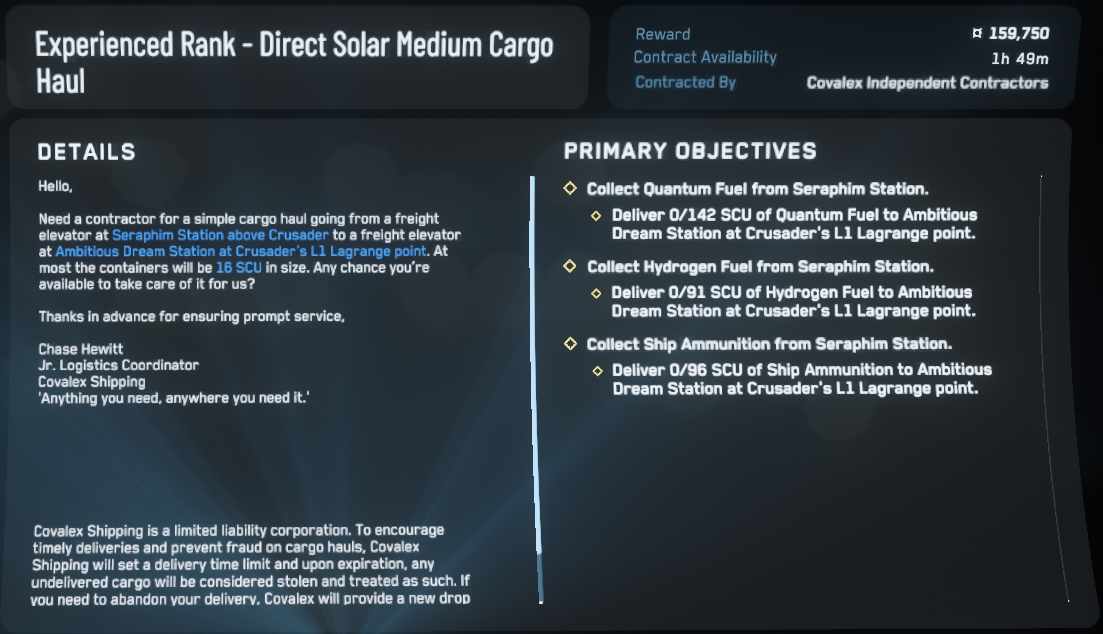 Experienced Rank - Direct Solar Medium Cargo
Haul
Reward
¤ 159,750
Contract Availability
1h 49m
Contracted By
Covalex Independent Contractors
DETAILS
Hello,
Need a contractor for a simple cargo haul going from a freight
elevator at Seraphim Station above Crusader to a freight elevator
at Ambitious Dream Station at Crusader's L1 Lagrange point. At
most the containers will be 16 SCU in size. Any chance you're
available to take care of it for us?
Thanks in advance for ensuring prompt service,
Chase Hewitt
Jr. Logistics Coordinator
Covalex Shipping
'Anything you need, anywhere you need it.'
Covalex Shipping is a limited liability corporation. To encourage
timely deliveries and prevent fraud on cargo hauls, Covalex
Shipping will set a delivery time limit and upon expiration, any
undelivered cargo will be considered stolen and treated as such. If
you need to abandon your delivery, Covalex will provide a new drop
PRIMARY OBJECTIVES
Collect Quantum Fuel from Seraphim Station.
Deliver 0/142 SCU of Quantum Fuel to Ambitious
Dream Station at Crusader's L1 Lagrange point.
Collect Hydrogen Fuel from Seraphim Station.
Deliver 0/91 SCU of Hydrogen Fuel to Ambitious
Dream Station at Crusader's L1 Lagrange point.
Collect Ship Ammunition from Seraphim Station.
Deliver 0/96 SCU of Ship Ammunition to Ambitious
Dream Station at Crusader's L1 Lagrange point.